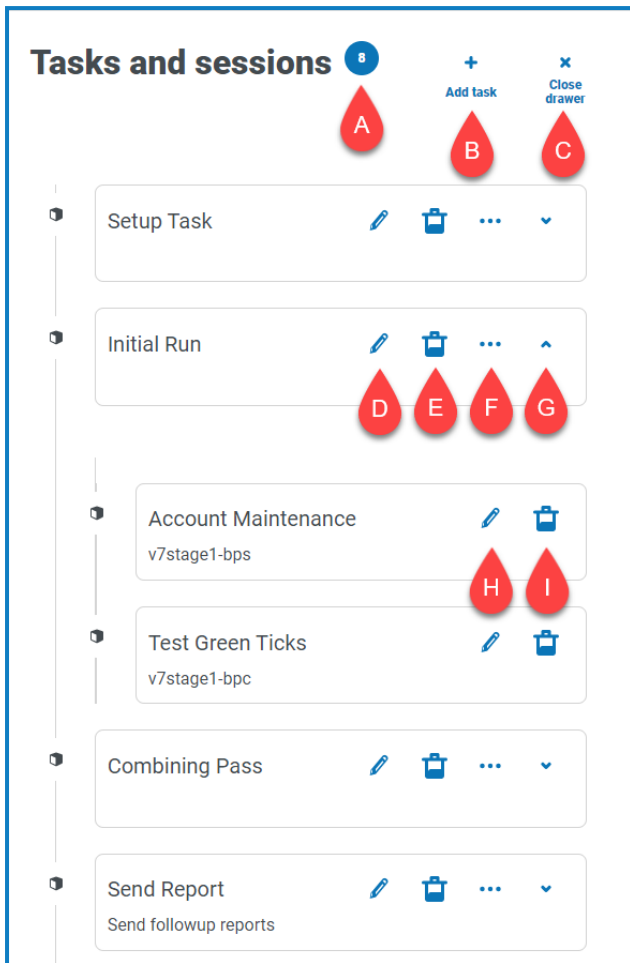 Tasks and sessions 8
Add task
Close
drawer
A
B
C
Setup Task
Initial Run
D
E
F
G
Account Maintenance
v7stage1-bps
H
I
Test Green Ticks
v7stage1-bpc
Combining Pass
Send Report
Send followup reports